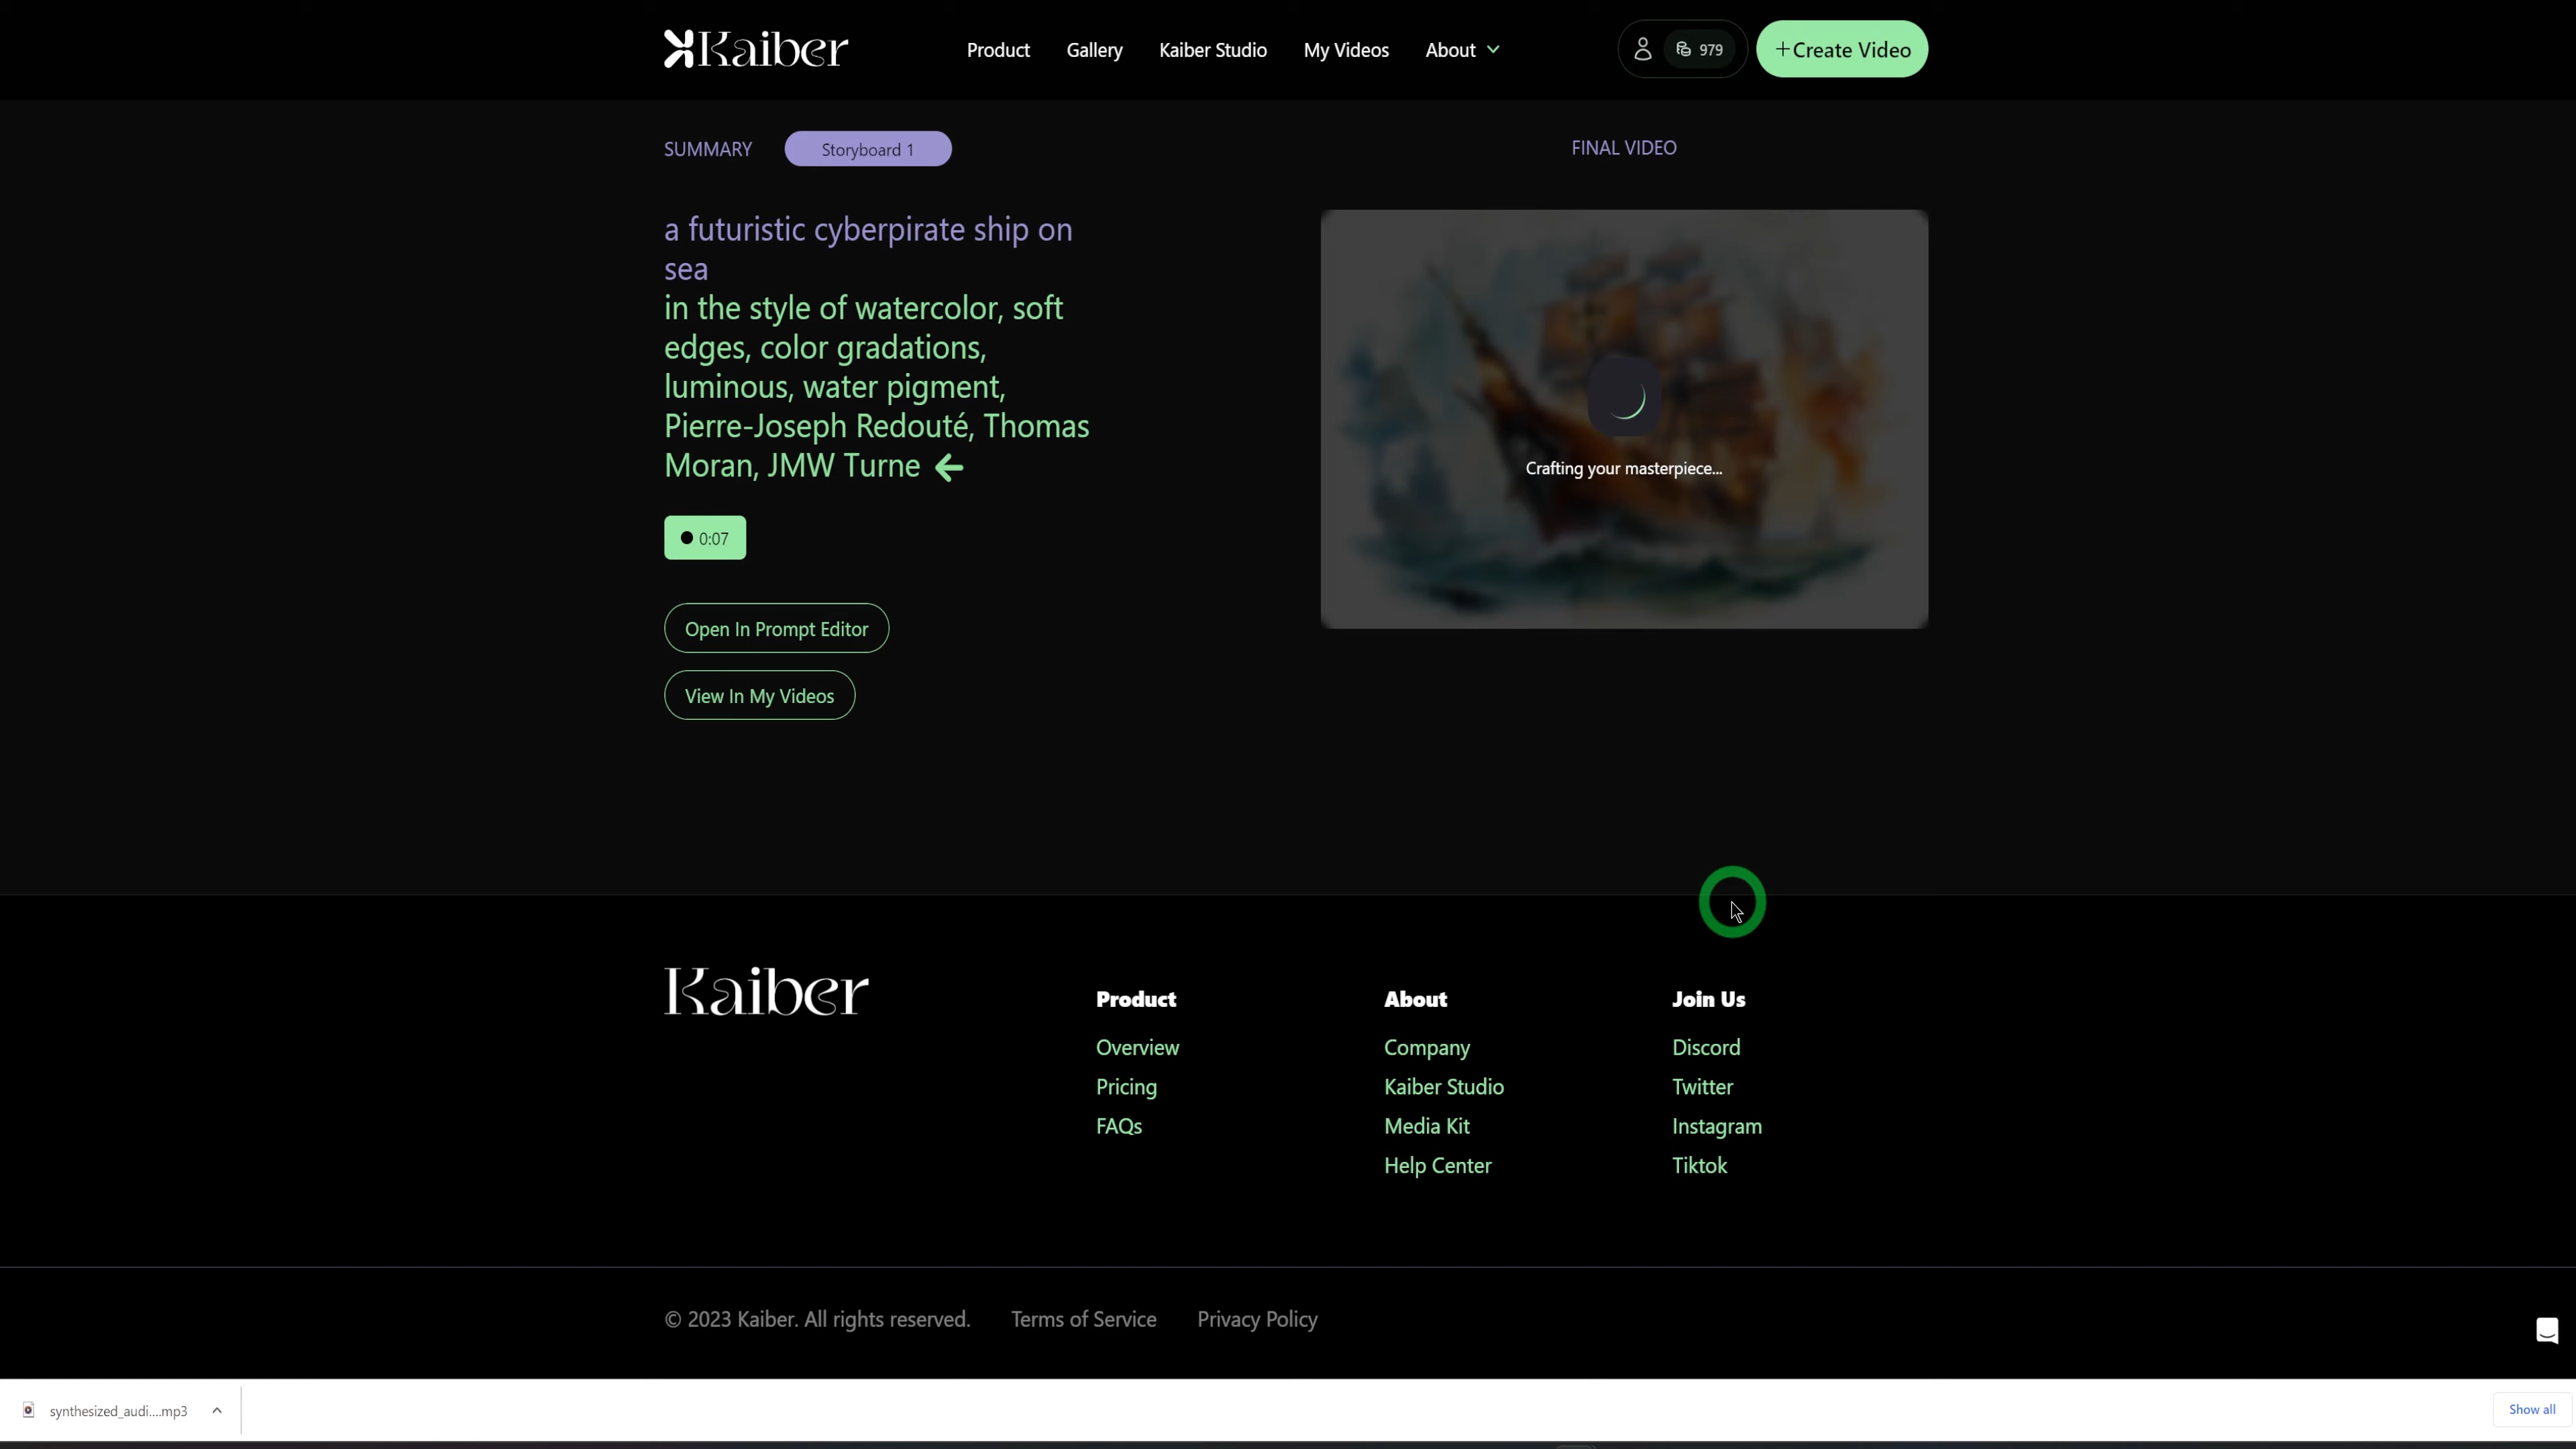 Kaiber
Product
Gallery
Kaiber Studio
My Videos
About
979
+Create Video
SUMMARY
Storyboard 1
FINAL VIDEO
a futuristic cyberpirate ship on
sea
in the style of watercolor, soft
edges, color gradations,
luminous, water pigment,
Pierre-Joseph Redouté, Thomas
Moran, JMW Turne
0:07
Open In Prompt Editor
View In My Videos
Crafting your masterpiece...
Kaiber
Product
Overview
Pricing
FAQs
About
Company
Kaiber Studio
Media Kit
Help Center
Join Us
Discord
Twitter
Instagram
Tiktok
© 2023 Kaiber. All rights reserved.
Terms of Service
Privacy Policy
synthesized_audi....mp3
Show all